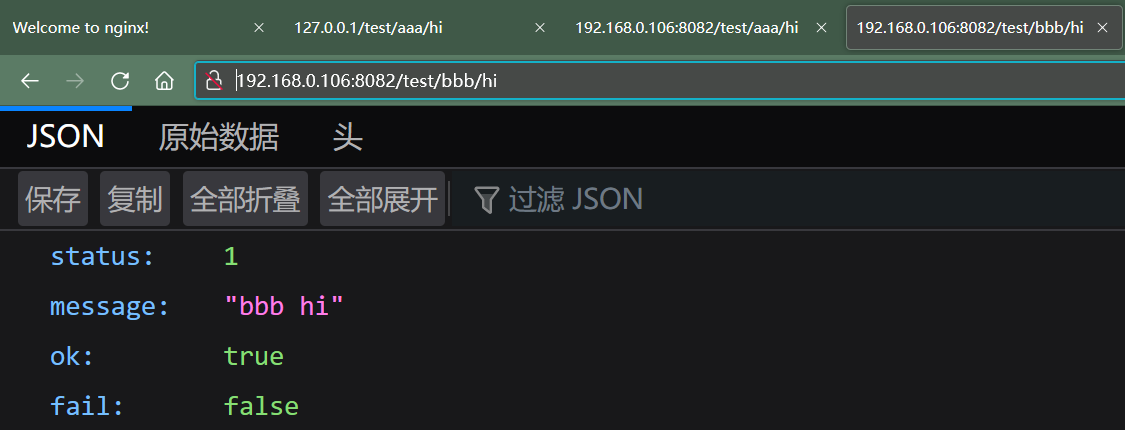 Welcome to nginx! 127.0.0.1/test/aaa/hi 192.168.0.106:8082/test/aaa/hi 192.168.0.106:8082/test/bbb/hi
192.168.0.106:8082/test/bbb/hi
JSON 原始数据 头
保存 复制 全部折叠 全部展开 过滤 JSON
status: 1
message: "bbb hi"
ok: true
fail: false